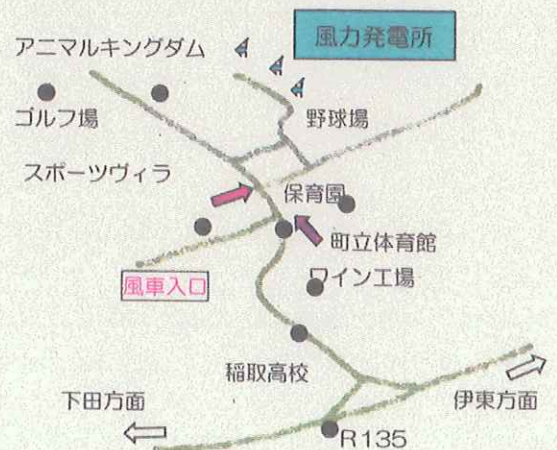 風力発電所
アニマルキングダム
ゴルフ場
野球場
スポーツヴィラ
保育園
町立体育館
風車入口
ワイン工場
稲取高校
下田方面
伊東方面
R135